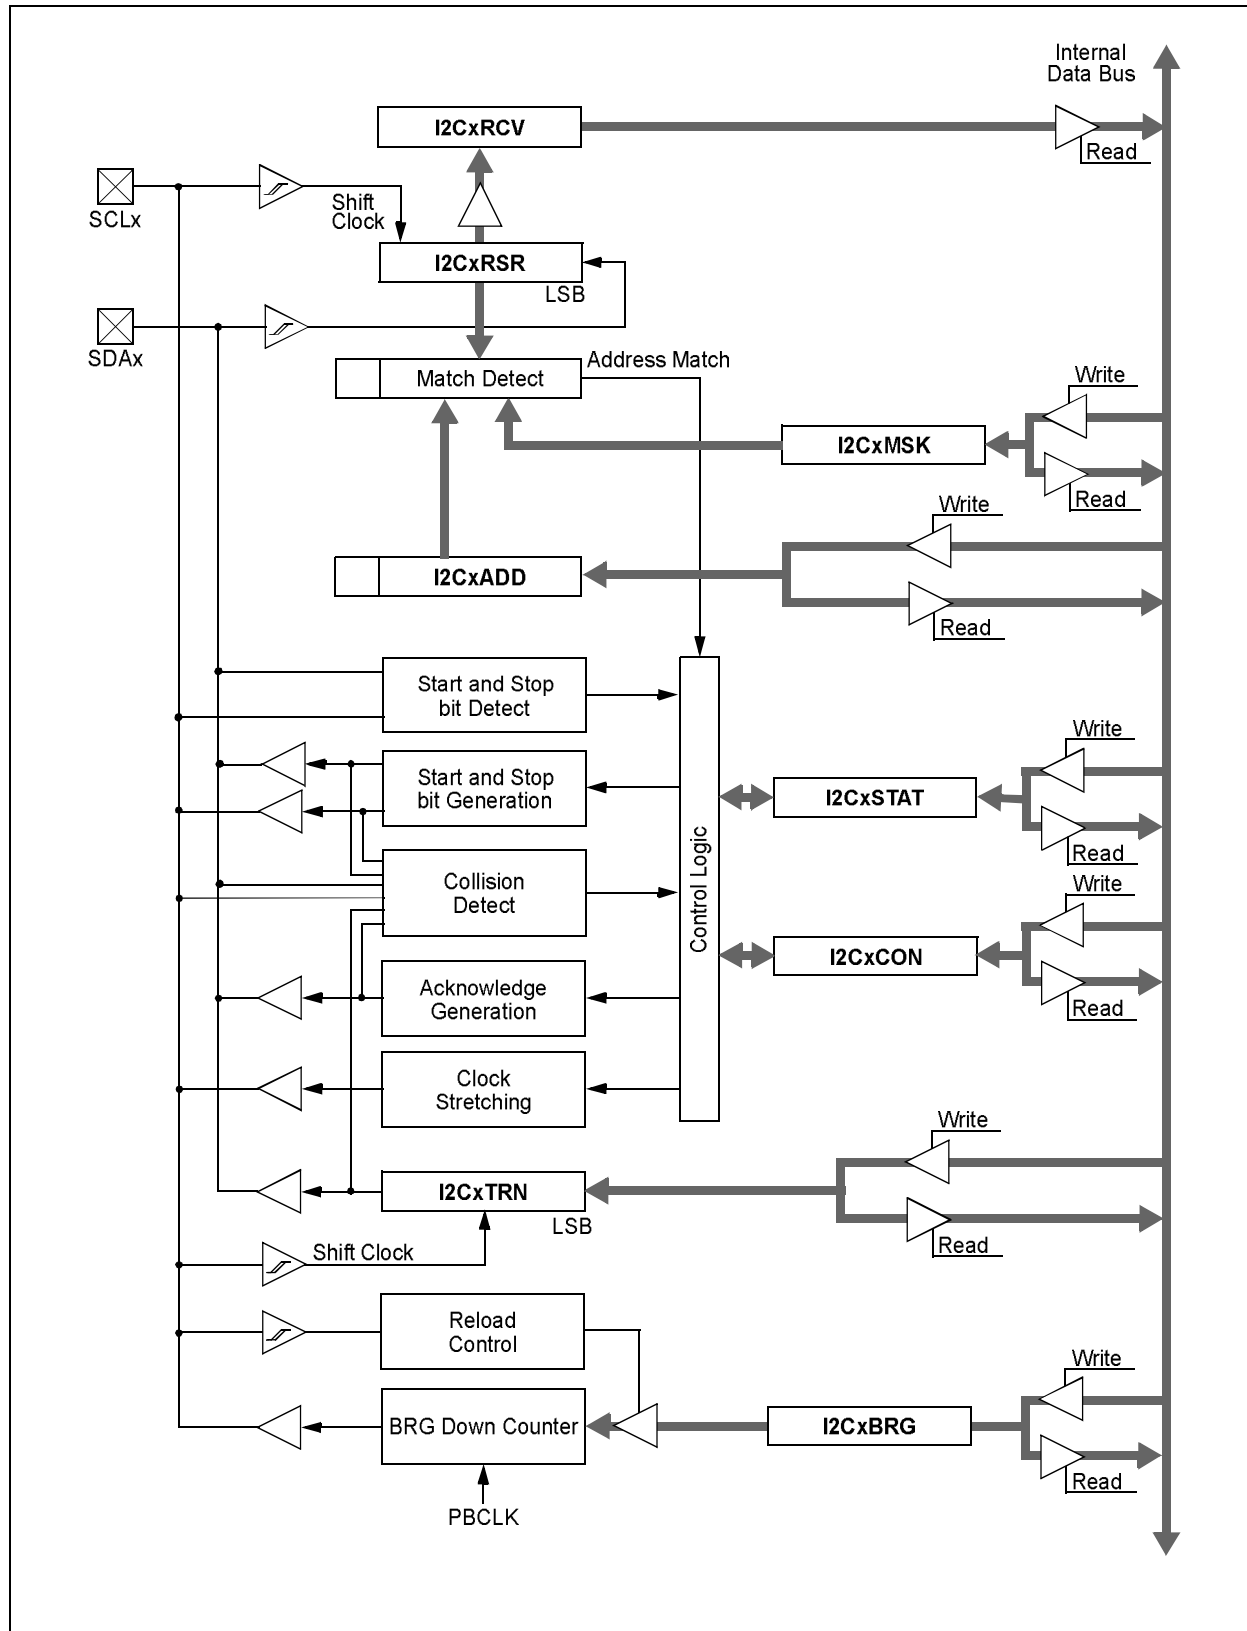 Internal
Data Bus
I2CxRCV
Read
SCLx
Shift
Clock
I2CxRSR
LSB
SDAx
Address Match
Match Detect
Write
I2CxMSK
Read
Write
I2CxADD
Read
Start and Stop
bit Detect
Write
Start and Stop
bit Generation
I2CxSTAT
Read
Control Logic
Collision
Detect
Write
I2CxCON
Read
Acknowledge
Generation
Clock
Stretching
Write
I2CxTRN
LSB
Read
Shift Clock
Reload
Control
Write
BRG Down Counter
I2CxBRG
Read
PBCLK